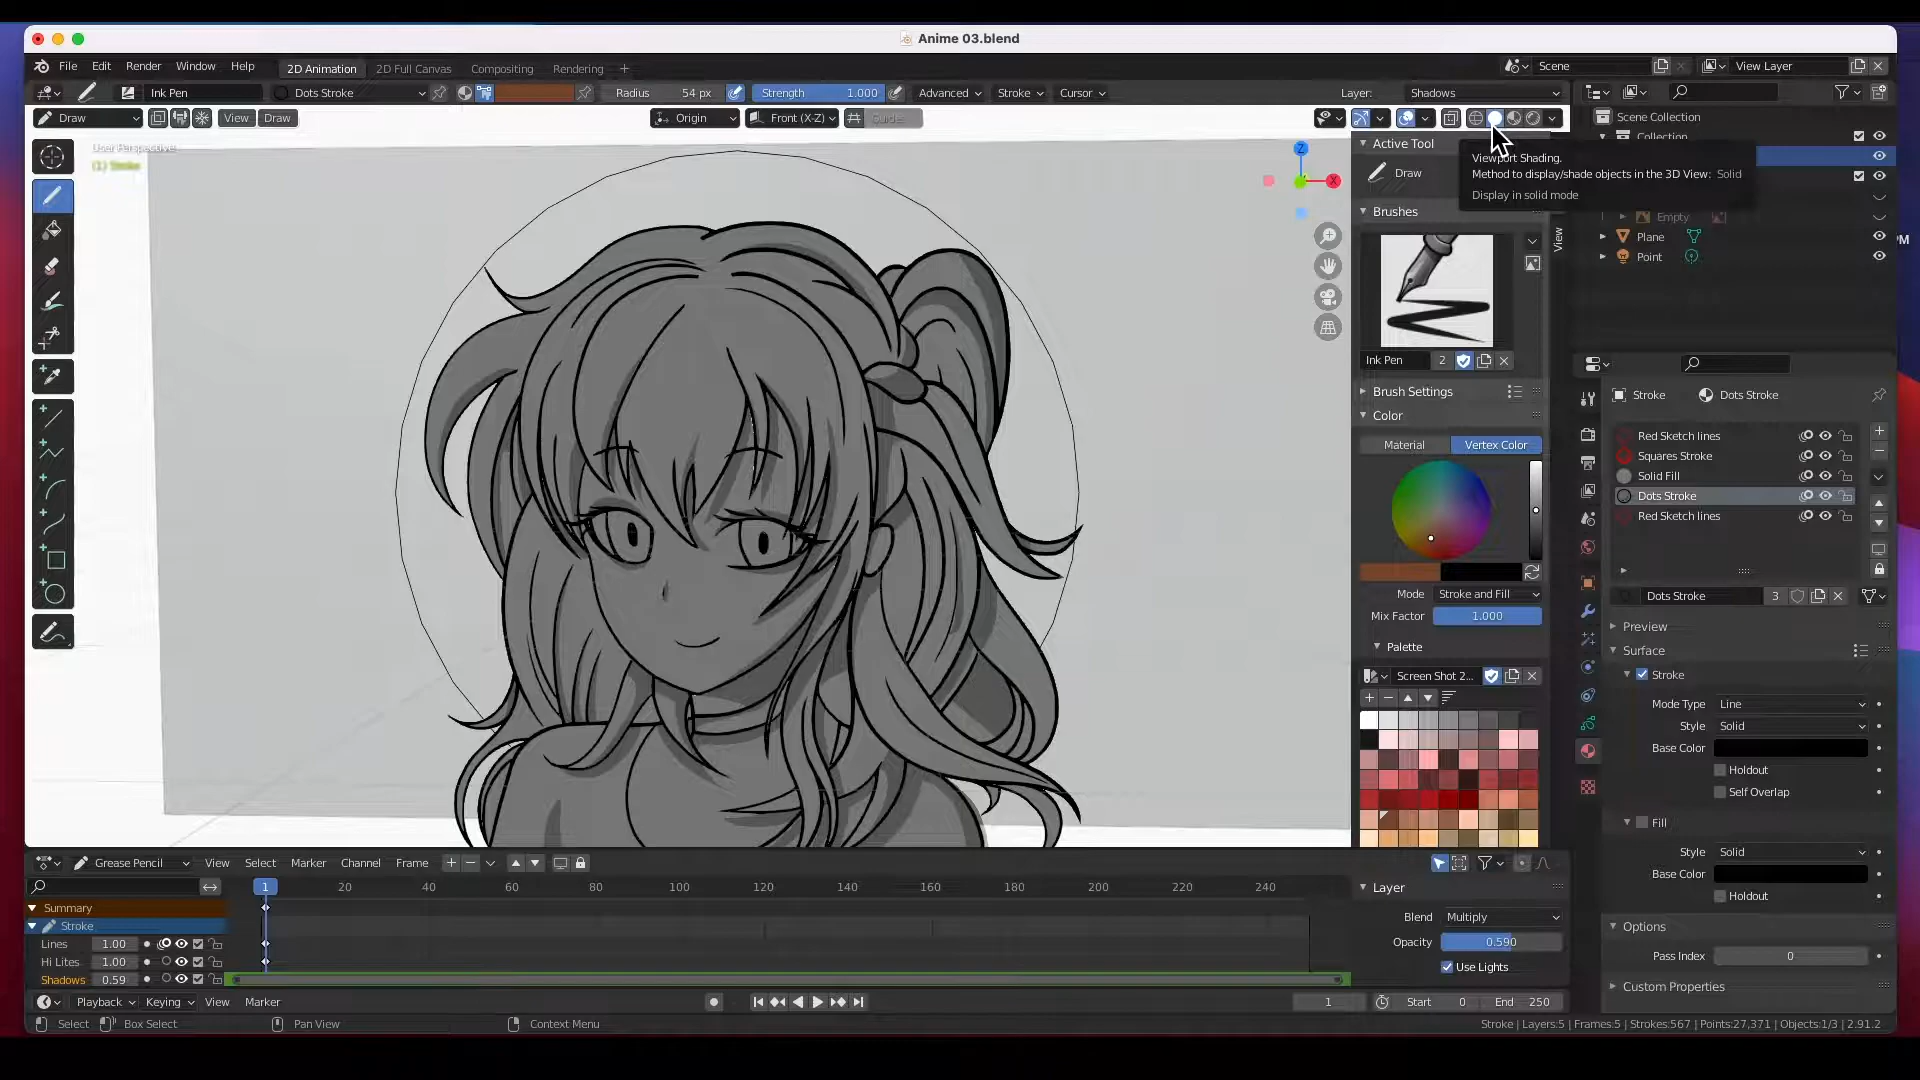 Anime 03.blend
File Edit Render Window Help 2D Animation 2D Full Canvas Compositing Rendering + Scene View Layer
Ink Pen Dots Stroke Radius 54 px Strength 1.000 Advanced Stroke Cursor Layer: Shadows
Draw View Draw Origin Front (X-Z) Guides
Scene Collection
Collection
User Perspective
(1) Stroke
Z
X
Active Tool
Draw
Viewport Shading.
Method to display/shade objects in the 3D View: Solid
Display in solid mode
Brushes
View
Empty
Plane
Point
PM
Ink Pen 2
Brush Settings
Color
Material Vertex Color
Mode Stroke and Fill
Mix Factor 1.000
Palette
Screen Shot 2...
Stroke Dots Stroke
Red Sketch lines
Squares Stroke
Solid Fill
Dots Stroke
Red Sketch lines
Dots Stroke 3
Preview
Surface
Stroke
Mode Type Line
Style Solid
Base Color
Holdout
Self Overlap
Fill
Style Solid
Base Color
Holdout
Options
Pass Index 0
Custom Properties
Grease Pencil View Select Marker Channel Frame
1 20 40 60 80 100 120 140 160 180 200 220 240
Summary
Stroke
Lines 1.00
Hi Lites 1.00
Shadows 0.59
Layer
Blend Multiply
Opacity 0.590
Use Lights
Playback Keying View Marker 1 Start 0 End 250
Select Box Select Pan View Context Menu Stroke | Layers:5 | Frames:5 | Strokes:567 | Points:27,371 | Objects:1/3 | 2.91.2